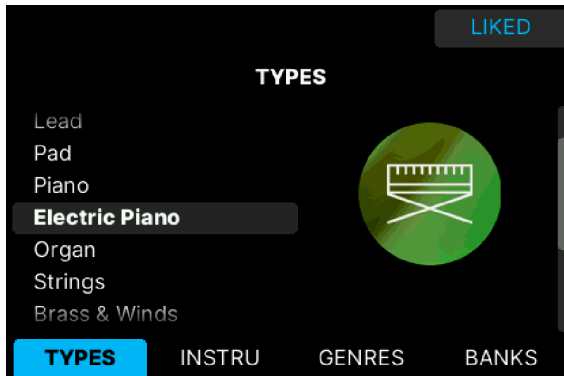 LIKED
TYPES
Lead
Pad
Piano
Electric Piano
Organ
Strings
Brass & Winds
TYPES INSTRU GENRES BANKS